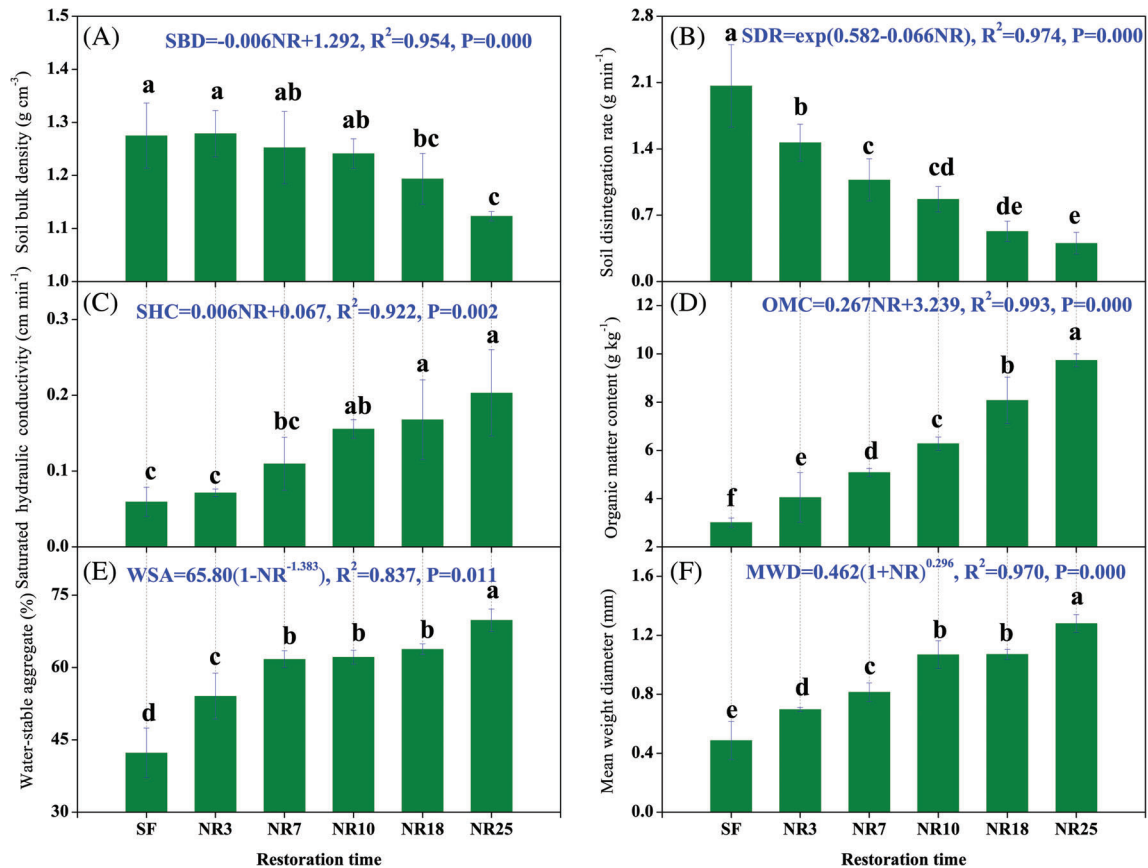 (A)
SBD=-0.006NR+1.292, R²=0.954, P=0.000
Soil bulk density (g cm⁻³)
1.5
1.4
1.3
1.2
1.1
1.0
a
a
ab
ab
bc
c
(B)
SDR=exp(0.582-0.066NR), R²=0.974, P=0.000
Soil disintegration rate (g min⁻¹)
2.8
2.1
1.4
0.7
0.0
a
b
c
cd
de
e
(C)
SHC=0.006NR+0.067, R²=0.922, P=0.002
Saturated hydraulic conductivity (cm min⁻¹)
0.3
0.2
0.1
0.0
c
c
bc
ab
a
a
(D)
OMC=0.267NR+3.239, R²=0.993, P=0.000
Organic matter content (g kg⁻¹)
12
10
8
6
4
2
f
e
d
c
b
a
(E)
WSA=65.80(1-NR⁻¹·³⁸³), R²=0.837, P=0.011
Water-stable aggregate (%)
75
60
45
30
d
c
b
b
b
a
SF NR3 NR7 NR10 NR18 NR25
Restoration time
(F)
MWD=0.462(1+NR)⁰·²⁹⁶, R²=0.970, P=0.000
Mean weight diameter (mm)
1.6
1.2
0.8
0.4
0.0
e
d
c
b
b
a
SF NR3 NR7 NR10 NR18 NR25
Restoration time